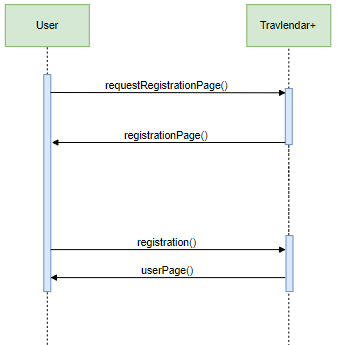 User
Travlendar+
requestRegistrationPage()
registrationPage()
registration()
userPage()